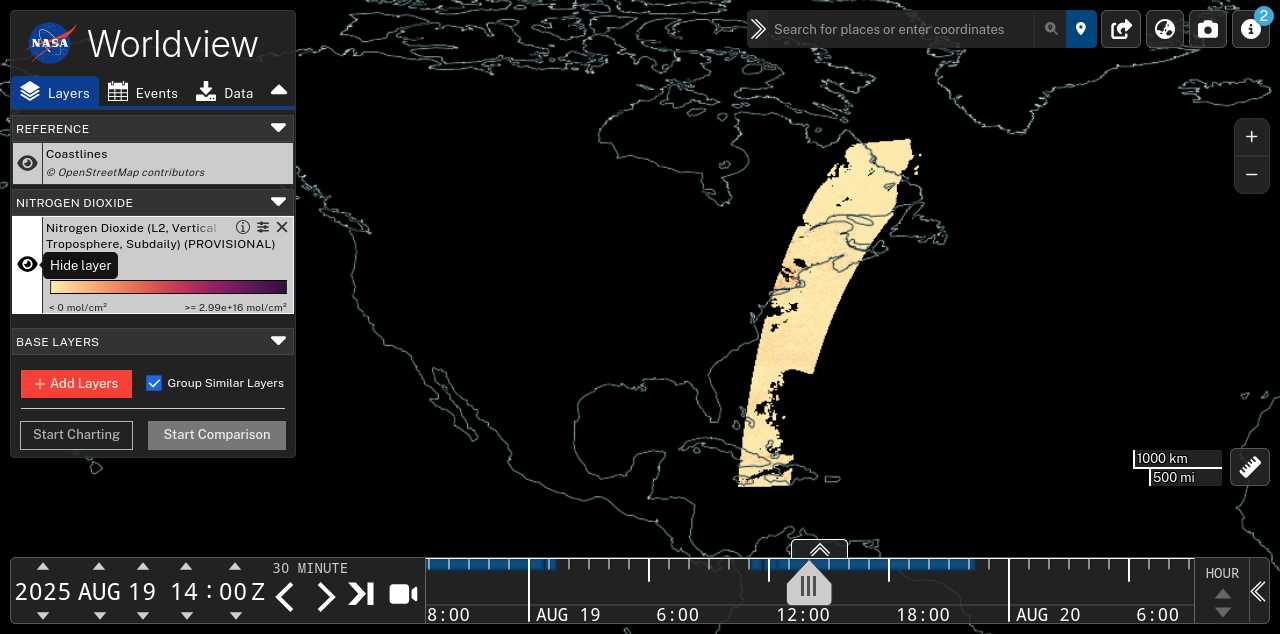 NASA
Worldview
Search for places or enter coordinates
2
Layers
Events
Data
REFERENCE
Coastlines
© OpenStreetMap contributors
NITROGEN DIOXIDE
Nitrogen Dioxide (L2, Vertical
Troposphere, Subdaily) (PROVISIONAL)
Hide layer
< 0 mol/cm²
>= 2.99e+16 mol/cm²
BASE LAYERS
+ Add Layers
Group Similar Layers
Start Charting
Start Comparison
+
−
1000 km
500 mi
2025 AUG 19 14 : 00 Z
30 MINUTE
8:00
AUG 19
6:00
12:00
18:00
AUG 20
6:00
HOUR